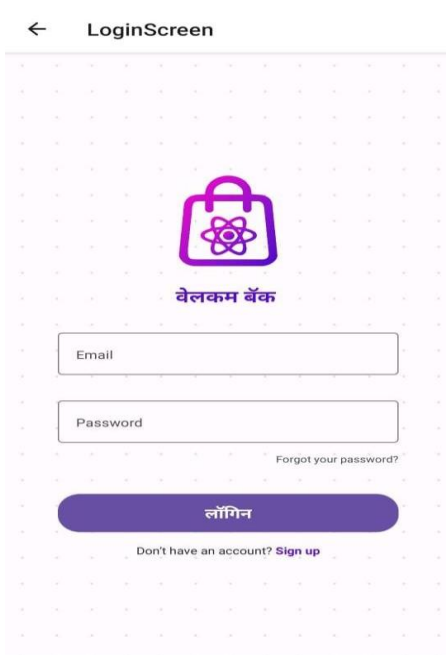 LoginScreen
वेलकम बॅक
Email
Password
Forgot your password?
लॉगिन
Don't have an account? Sign up